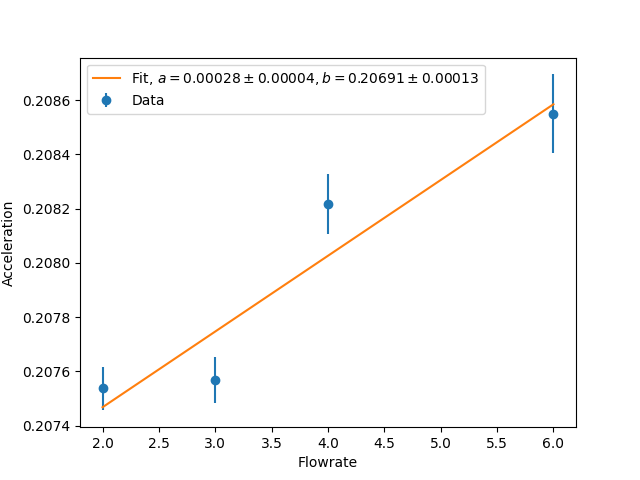 Fit, a = 0.00028 ± 0.00004, b = 0.20691 ± 0.00013
Data
0.2086
0.2084
0.2082
0.2080
0.2078
0.2076
0.2074
Acceleration
2.0 2.5 3.0 3.5 4.0 4.5 5.0 5.5 6.0
Flowrate